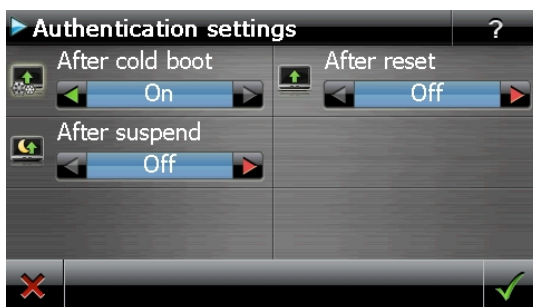 Authentication settings ?
After cold boot
On
After reset
Off
After suspend
Off